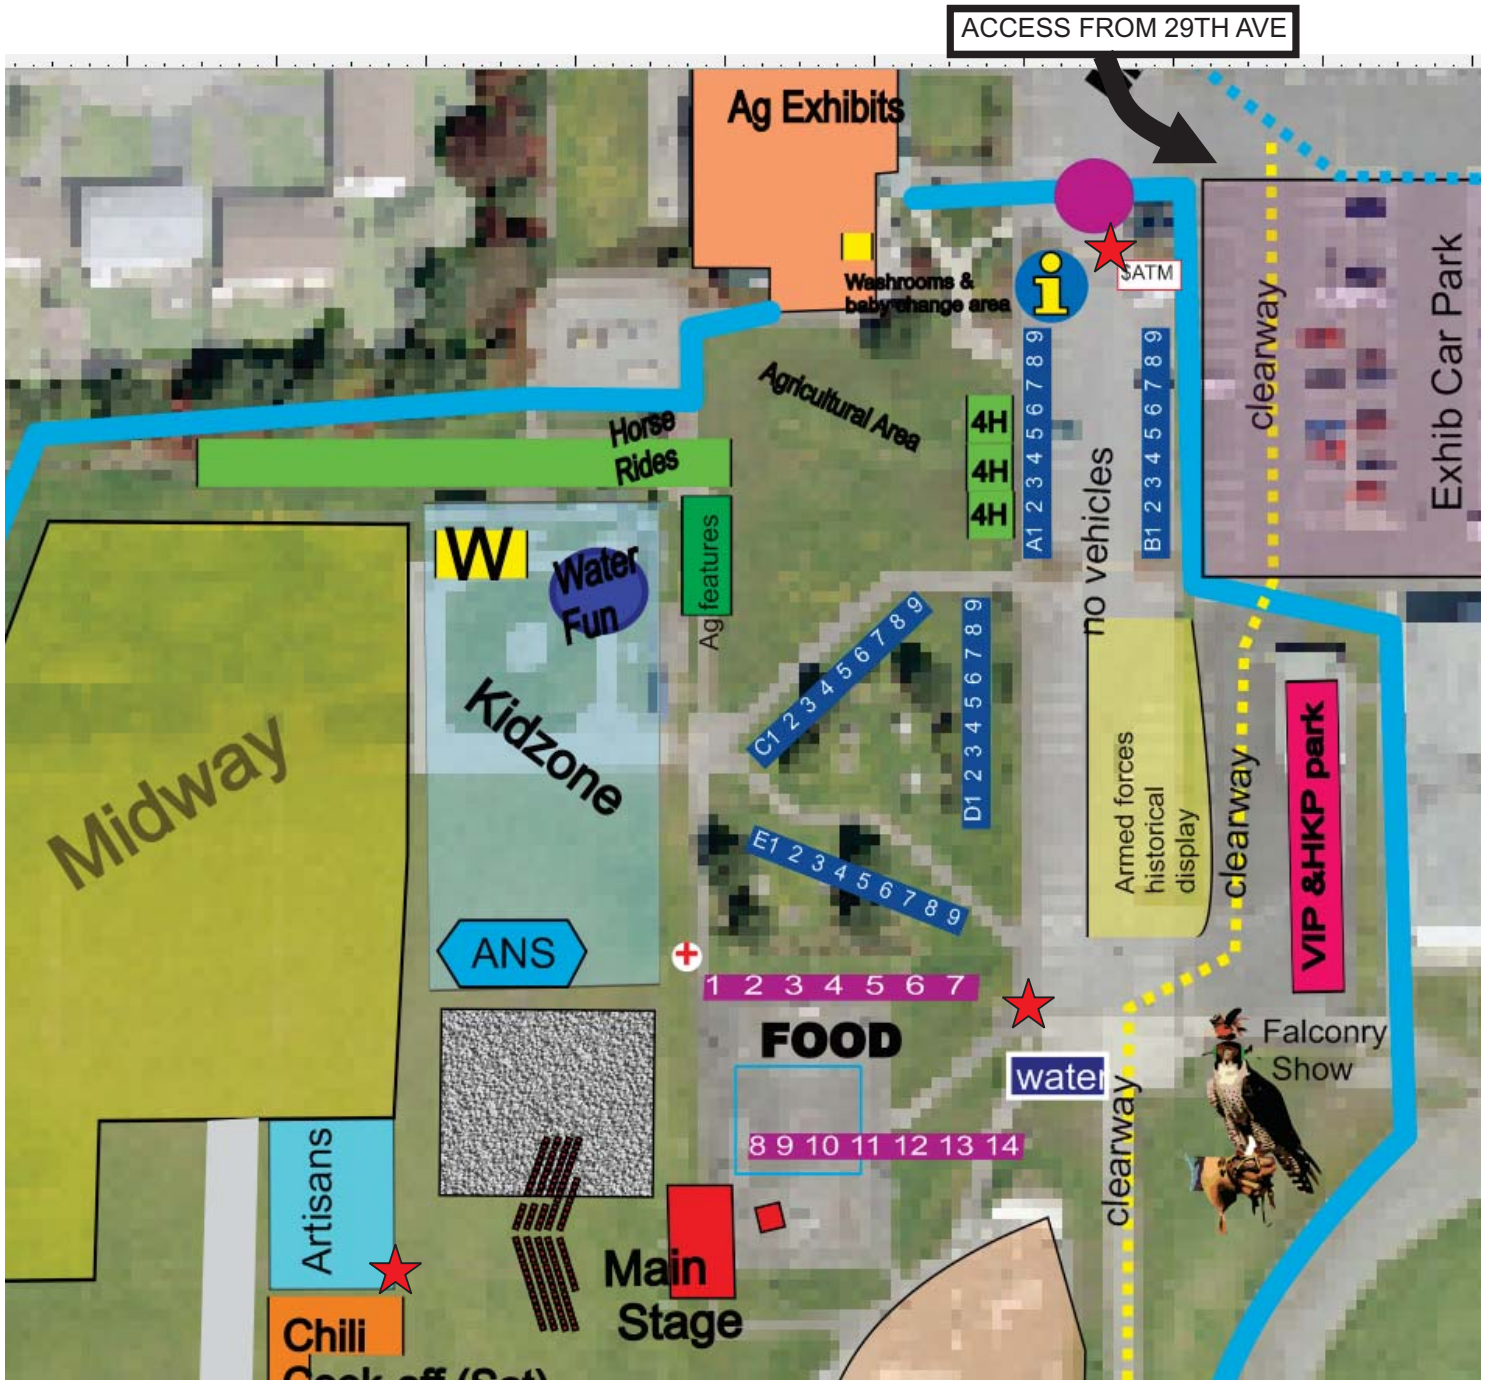 ACCESS FROM 29TH AVE
Ag Exhibits
Washrooms &
baby change area
i
$ATM
clearway
Exhib Car Park
Agricultural Area
Horse
Rides
4H
4H
4H
A1 2 3 4 5 6 7 8 9
B1 2 3 4 5 6 7 8 9
no vehicles
W
Water
Fun
Ag features
Kidzone
Midway
C1 2 3 4 5 6 7 8 9
D1 2 3 4 5 6 7 8 9
E1 2 3 4 5 6 7 8 9
Armed forces
historical
display
clearway
VIP &HKP park
ANS
1 2 3 4 5 6 7
FOOD
water
Falconry
Show
8 9 10 11 12 13 14
clearway
Artisans
Main
Stage
Chili
Cook off (Sat)